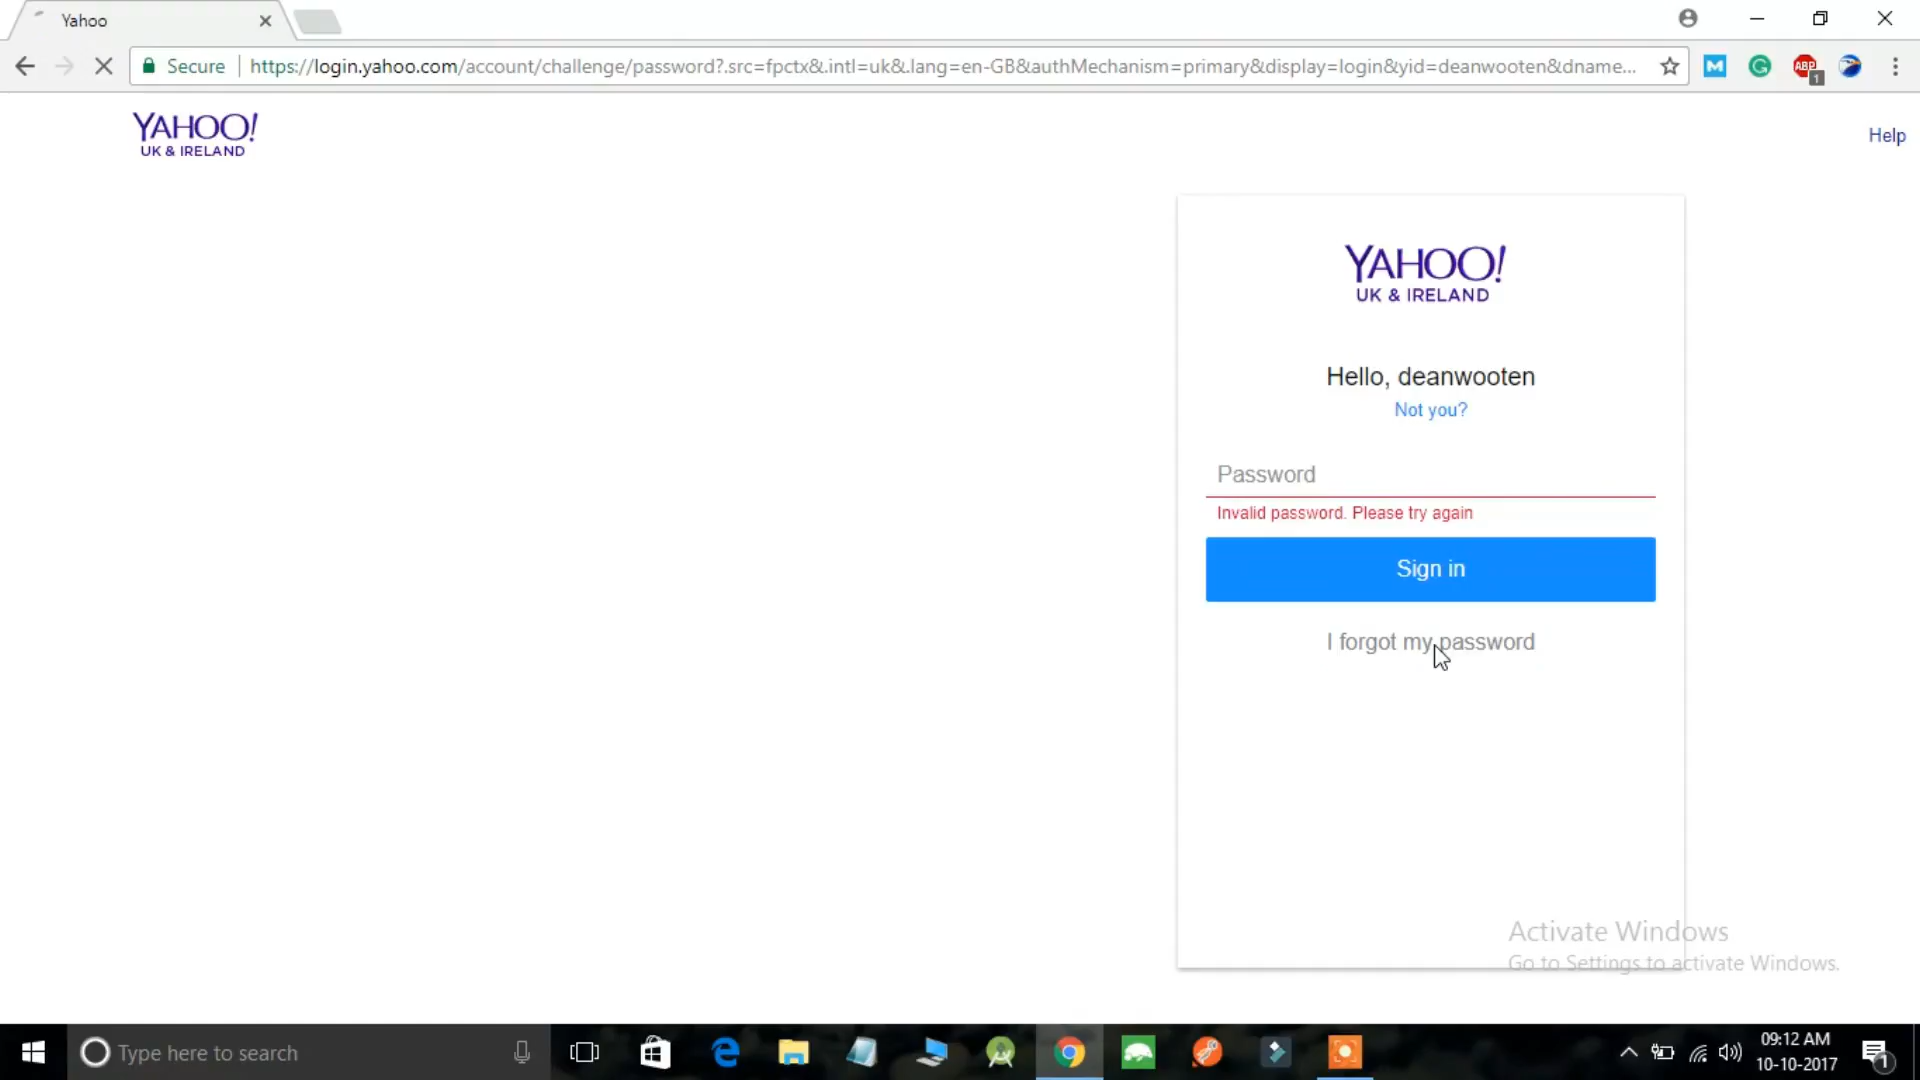 Yahoo
Secure
https://login.yahoo.com/account/challenge/password?.src=fpctx&.intl=uk&.lang=en-GB&authMechanism=primary&display=login&yid=deanwooten&dname...
M
G
ABP
1
YAHOO!
UK & IRELAND
Help
YAHOO!
UK & IRELAND
Hello, deanwooten
Not you?
Password
Invalid password. Please try again
Sign in
I forgot my password
Activate Windows
Go to Settings to activate Windows.
Type here to search
09:12 AM
10-10-2017
1